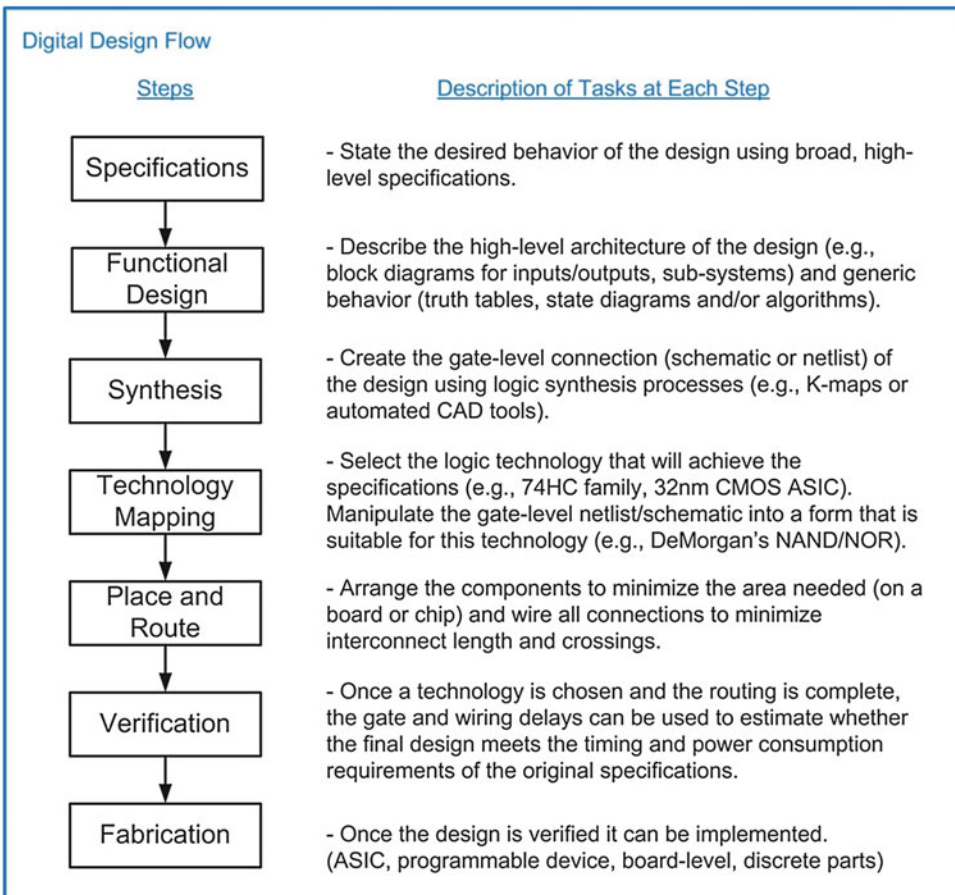 Digital Design Flow
Steps
Description of Tasks at Each Step
Specifications
- State the desired behavior of the design using broad, high-
level specifications.
Functional
Design
- Describe the high-level architecture of the design (e.g.,
block diagrams for inputs/outputs, sub-systems) and generic
behavior (truth tables, state diagrams and/or algorithms).
Synthesis
- Create the gate-level connection (schematic or netlist) of
the design using logic synthesis processes (e.g., K-maps or
automated CAD tools).
Technology
Mapping
- Select the logic technology that will achieve the
specifications (e.g., 74HC family, 32nm CMOS ASIC).
Manipulate the gate-level netlist/schematic into a form that is
suitable for this technology (e.g., DeMorgan's NAND/NOR).
Place and
Route
- Arrange the components to minimize the area needed (on a
board or chip) and wire all connections to minimize
interconnect length and crossings.
Verification
- Once a technology is chosen and the routing is complete,
the gate and wiring delays can be used to estimate whether
the final design meets the timing and power consumption
requirements of the original specifications.
Fabrication
- Once the design is verified it can be implemented.
(ASIC, programmable device, board-level, discrete parts)